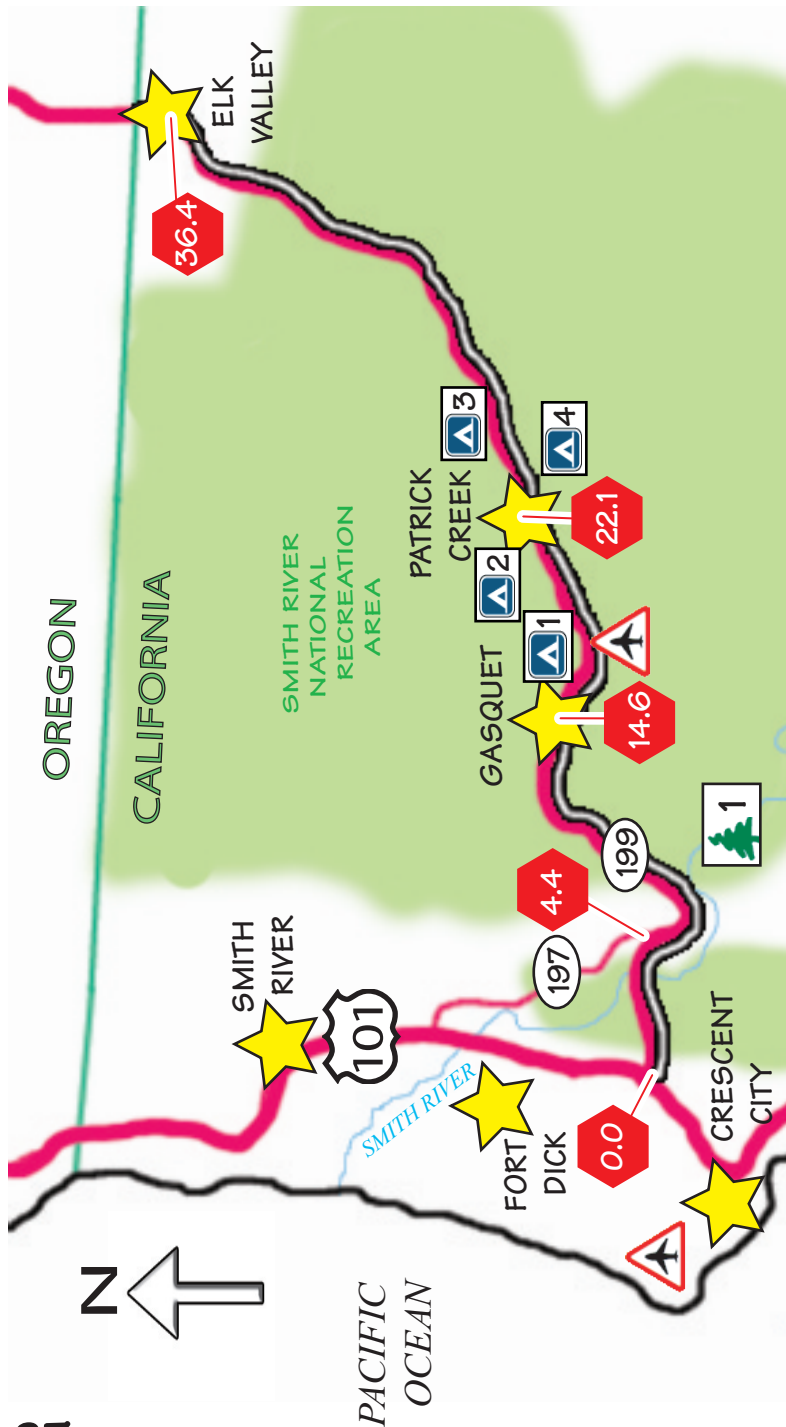 OREGON
CALIFORNIA
ELK
VALLEY
36.4
N
SMITH
RIVER
101
SMITH RIVER
NATIONAL
RECREATION
AREA
PATRICK
CREEK
3
4
2
1
22.1
GASQUET
14.6
199
4.4
197
1
SMITH RIVER
FORT
DICK
0.0
CRESCENT
CITY
PACIFIC
OCEAN